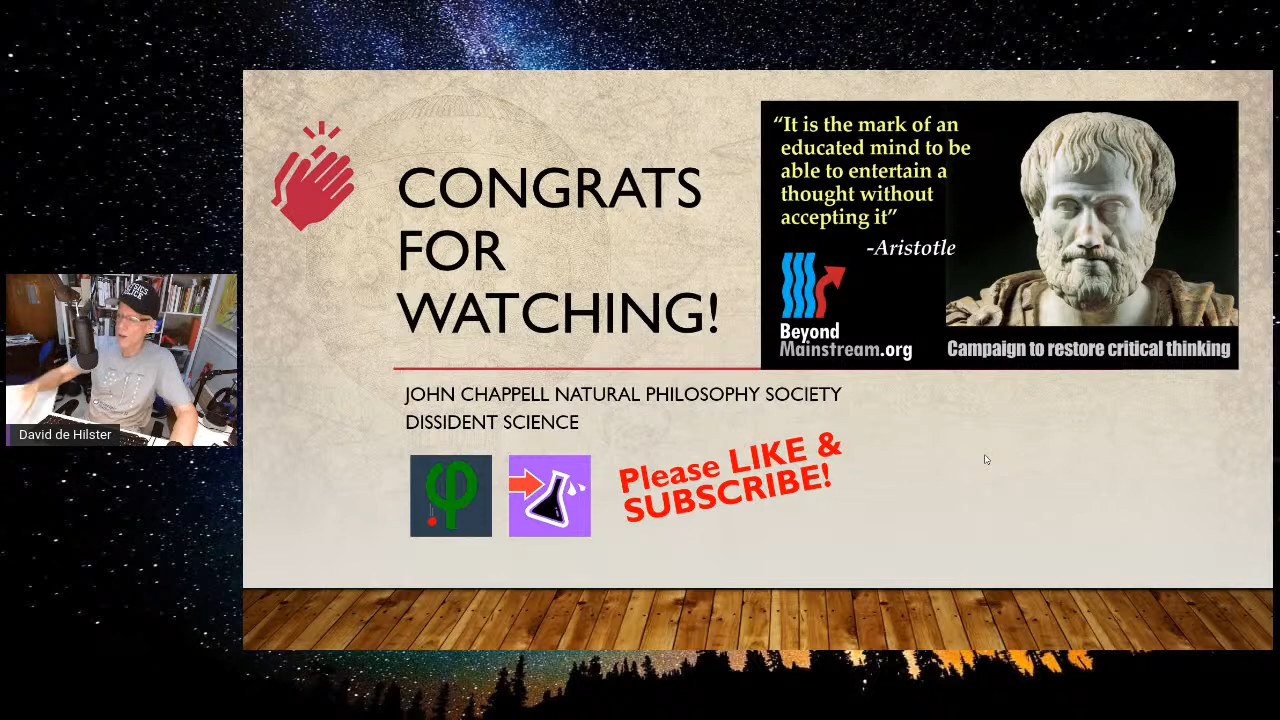 CONGRATS
FOR
WATCHING!
"It is the mark of an
educated mind to be
able to entertain a
thought without
accepting it"
-Aristotle
Beyond
Mainstream.org
Campaign to restore critical thinking
JOHN CHAPPELL NATURAL PHILOSOPHY SOCIETY
DISSIDENT SCIENCE
Please LIKE &
SUBSCRIBE!
φ
David de Hilster